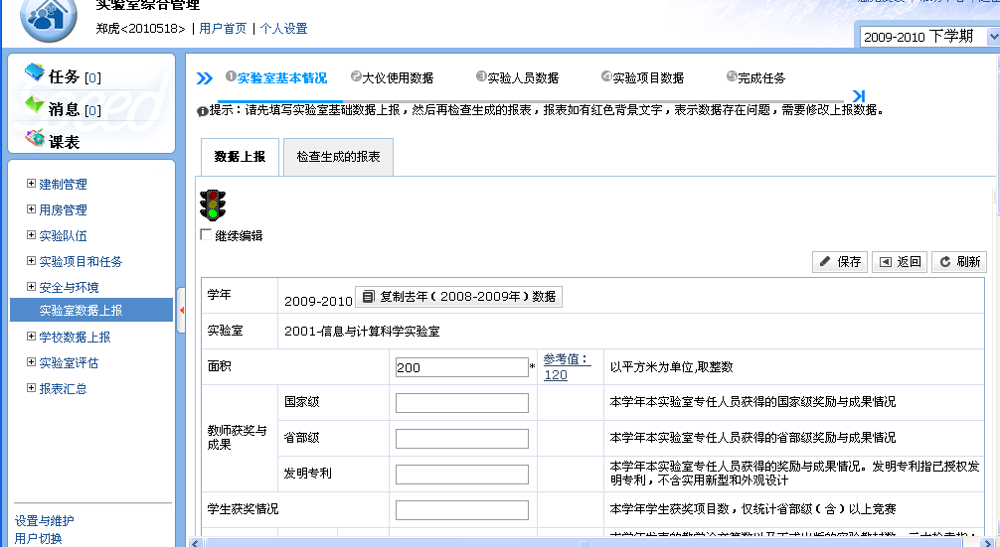 实验室综合管理
郑虎<2010518> | 用户首页 | 个人设置
2009-2010 下学期
任务 [0]
消息 [0]
课表
建制管理
用房管理
实验队伍
实验项目和任务
安全与环境
实验室数据上报
学校数据上报
实验室评估
报表汇总
设置与维护
用户切换
1实验室基本情况 2大仪使用数据 3实验人员数据 4实验项目数据 5完成任务
提示：请先填写实验室基础数据上报，然后再检查生成的报表，报表如有红色背景文字，表示数据存在问题，需要修改上报数据。
数据上报 检查生成的报表
继续编辑
保存 返回 刷新
学年 2009-2010 复制去年（2008-2009年）数据
实验室 2001-信息与计算科学实验室
面积 200 * 参考值： 以平方米为单位,取整数
120
教师获奖与
成果
国家级 本学年本实验室专任人员获得的国家级奖励与成果情况
省部级 本学年本实验室专任人员获得的省部级奖励与成果情况
发明专利 本学年本实验室专任人员获得的奖励与成果情况。发明专利指已授权发
明专利，不含实用新型和外观设计
学生获奖情况 本学年学生获奖项目数，仅统计省部级（含）以上竞赛